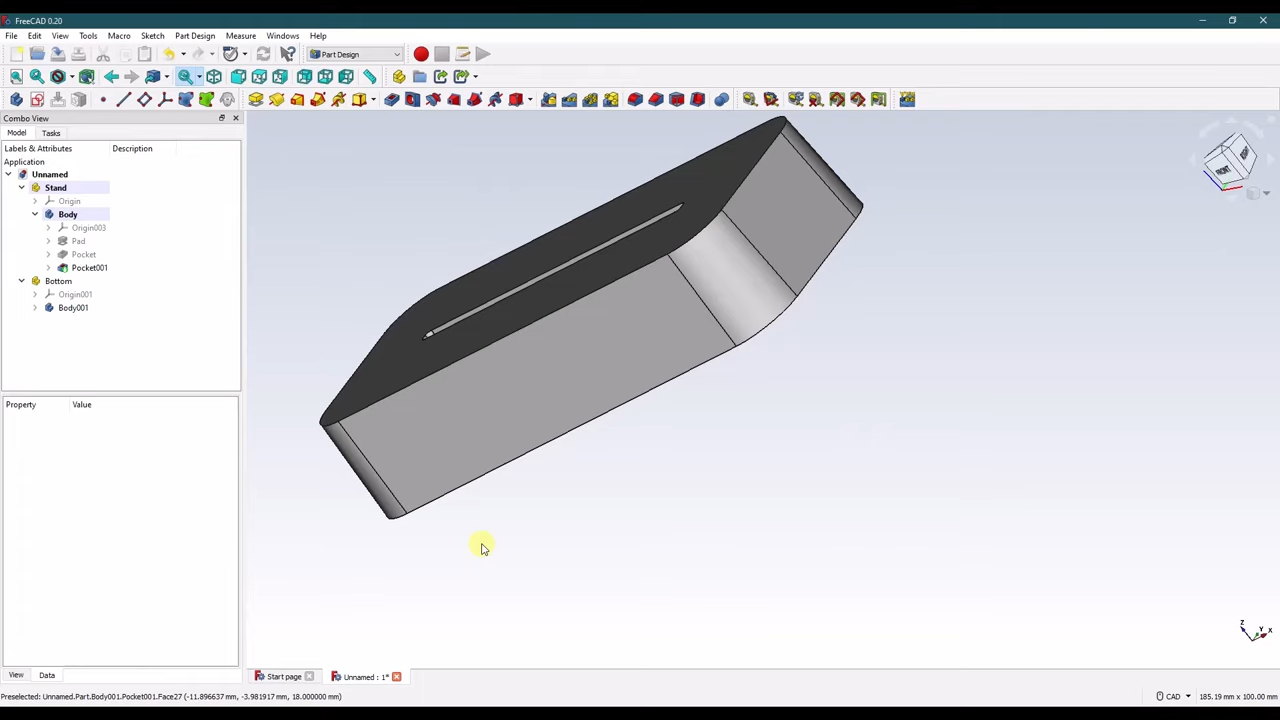 FreeCAD 0.20
File Edit View Tools Macro Sketch Part Design Measure Windows Help
Part Design
Combo View
Model Tasks
Labels & Attributes Description
Application
Unnamed
Stand
Origin
Body
Origin003
Pad
Pocket
Pocket001
Bottom
Origin001
Body001
Property Value
View Data
Start page Unnamed : 1*
Preselected: Unnamed.Part.Body001.Pocket001.Face27 (-11.896637 mm, -3.981917 mm, 18.000000 mm)
CAD 185.19 mm x 100.00 mm
FRONT
Z
Y
X